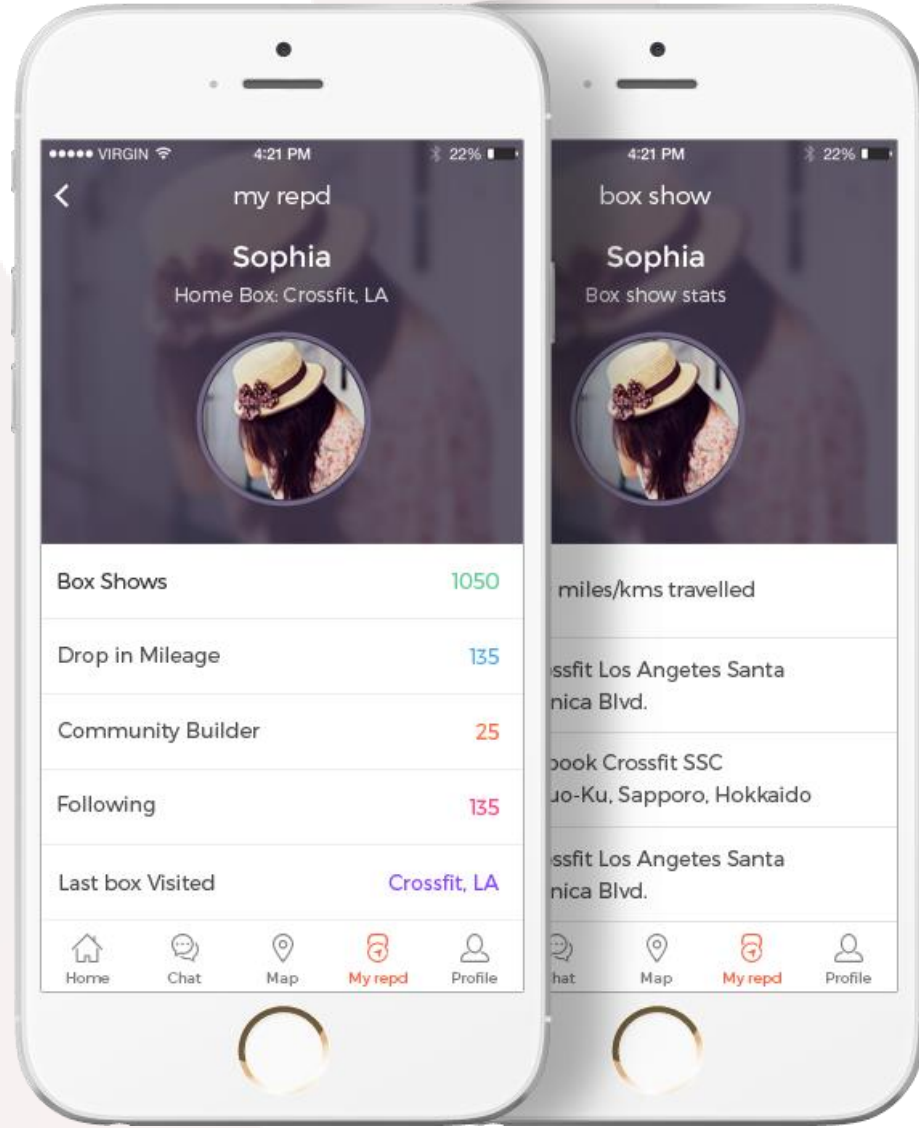 VIRGIN
4:21 PM
22%
my repd
Sophia
Home Box: Crossfit, LA
Box Shows
1050
Drop in Mileage
135
Community Builder
25
Following
135
Last box Visited
Crossfit, LA
Home
Chat
Map
My repd
Profile
4:21 PM
22%
box show
Sophia
Box show stats
miles/kms travelled
ssfit Los Angetes Santa
nica Blvd.
ook Crossfit SSC
uo-Ku, Sapporo, Hokkaido
ssfit Los Angetes Santa
nica Blvd.
hat
Map
My repd
Profile